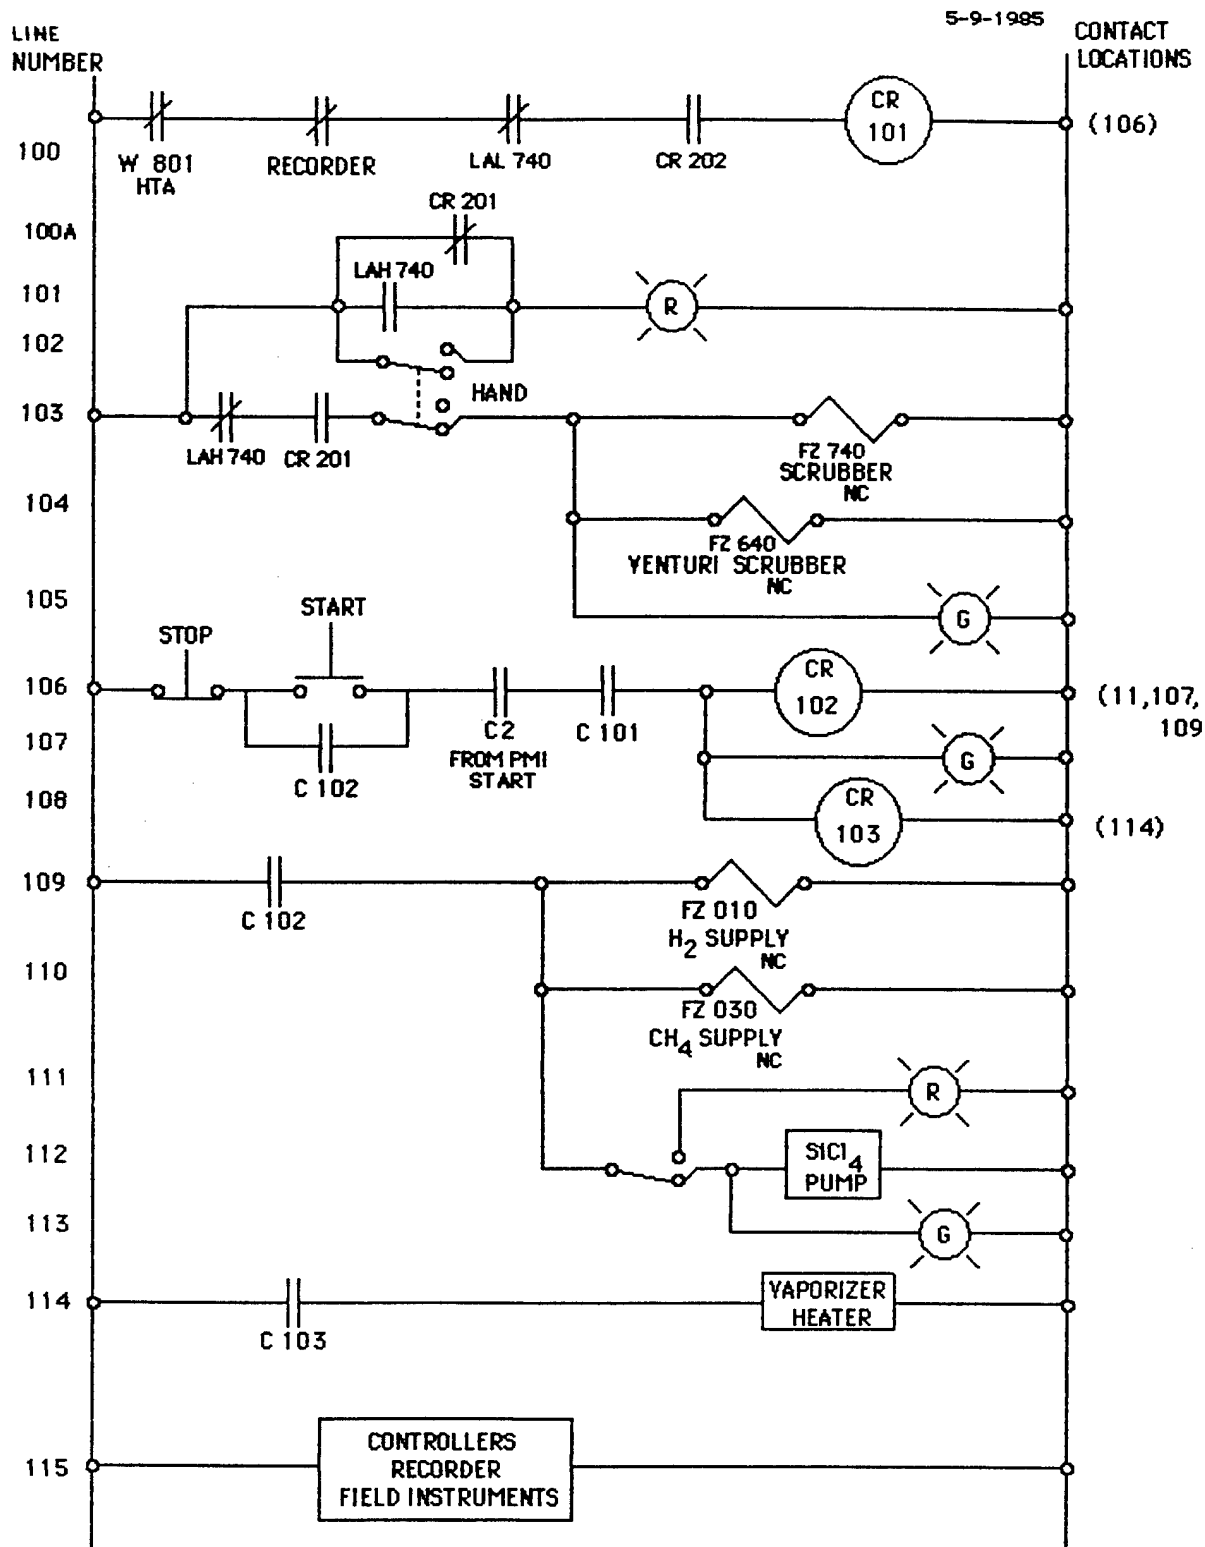 5-9-1985
LINE
NUMBER
CONTACT
LOCATIONS
100
W 801
HTA
RECORDER
LAL 740
CR 202
CR
101
(106)
100A
CR 201
101
LAH 740
R
102
HAND
103
LAH 740
CR 201
FZ 740
SCRUBBER
NC
104
FZ 640
VENTURI SCRUBBER
NC
105
G
STOP
START
106
C2
FROM PM1
START
C 101
CR
102
(11,107,
109
107
C 102
G
108
CR
103
(114)
109
C 102
FZ 010
H2 SUPPLY
NC
110
FZ 030
CH4 SUPPLY
NC
111
R
112
SiCl4
PUMP
113
G
114
C 103
VAPORIZER
HEATER
115
CONTROLLERS
RECORDER
FIELD INSTRUMENTS